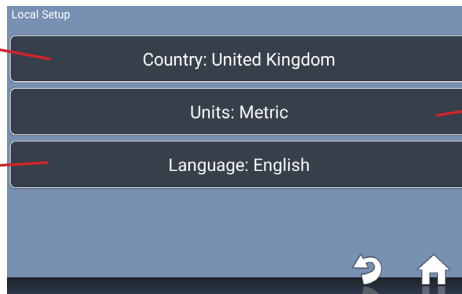 Local Setup
Country: United Kingdom
Units: Metric
Language: English